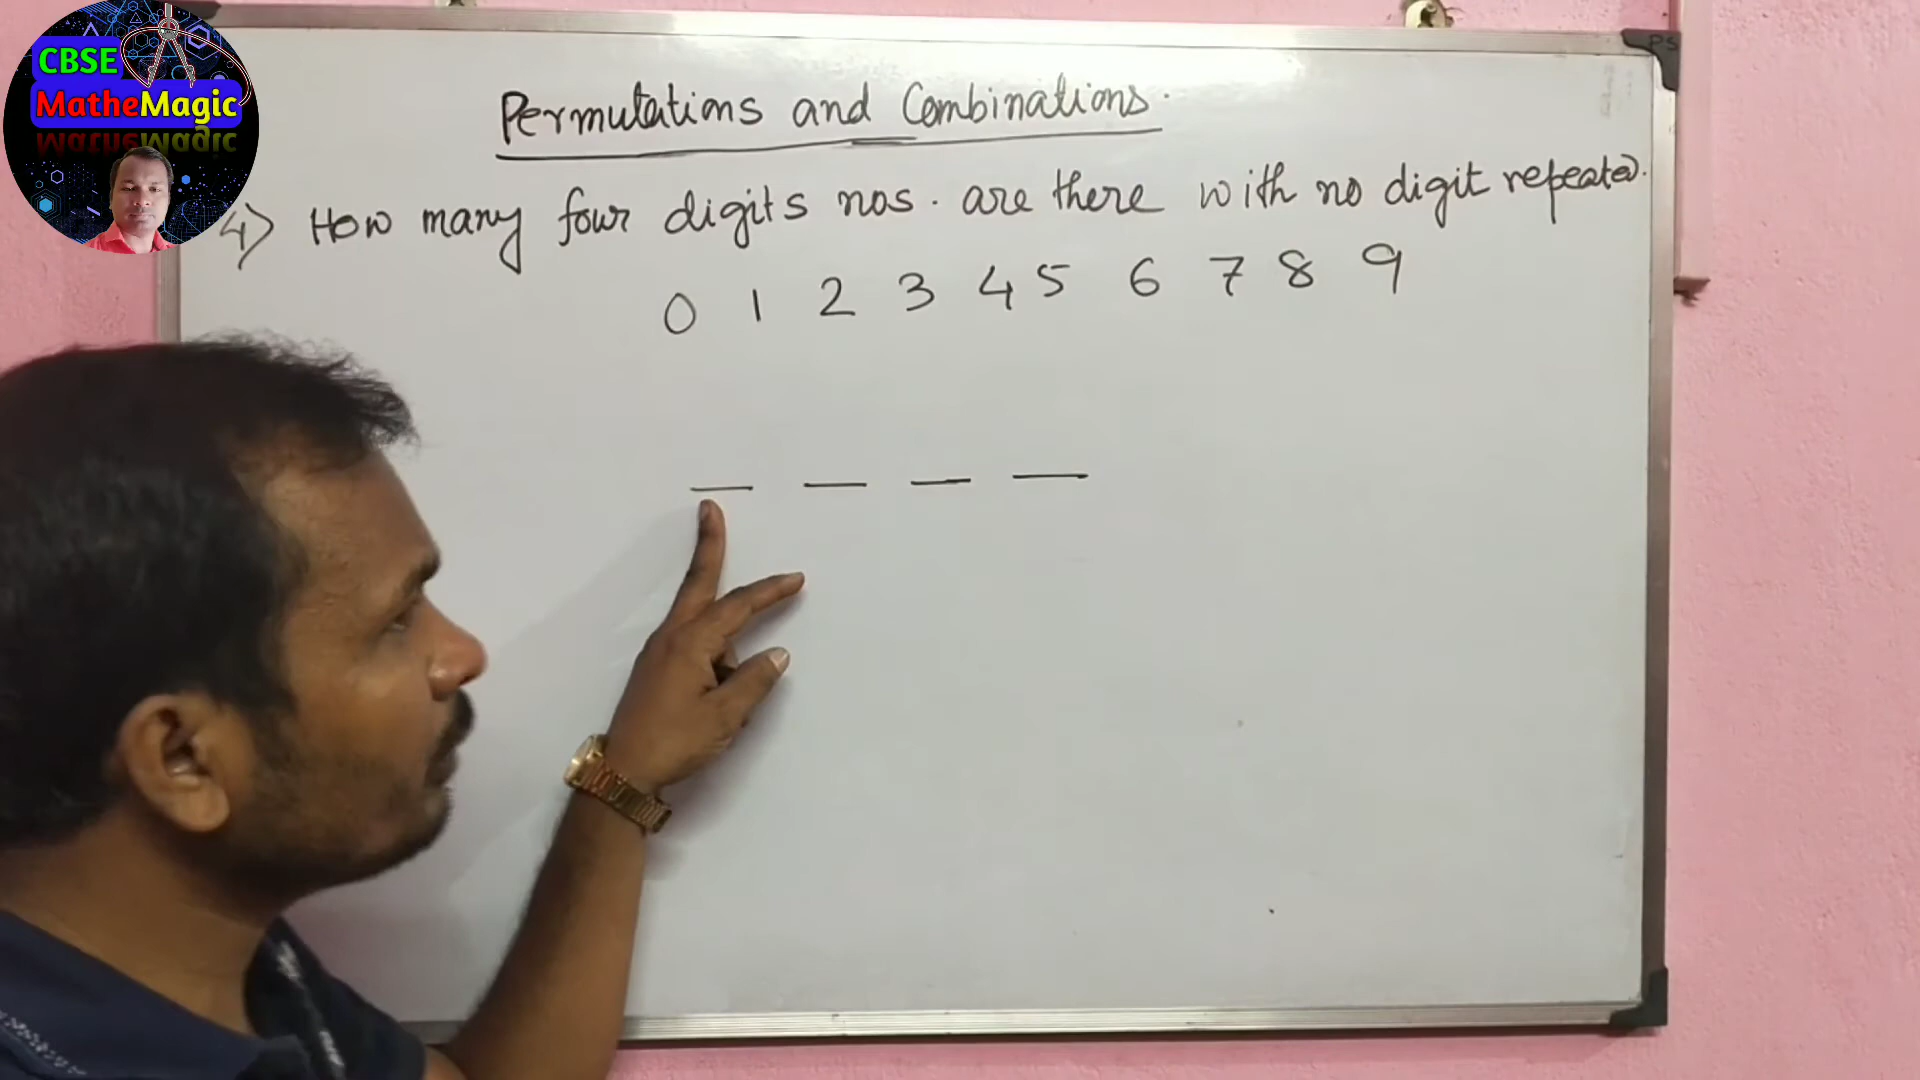 CBSE
MatheMagic
Permutations and Combinations.
4) How many four digits nos. are there with no digit repeated.
0 1 2 3 4 5 6 7 8 9
PS